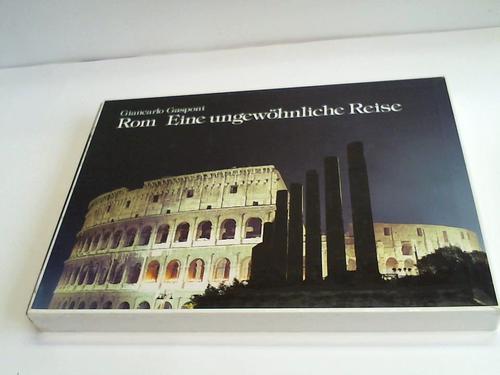 Giancarlo Gasponi
Rom Eine ungewöhnliche Reise